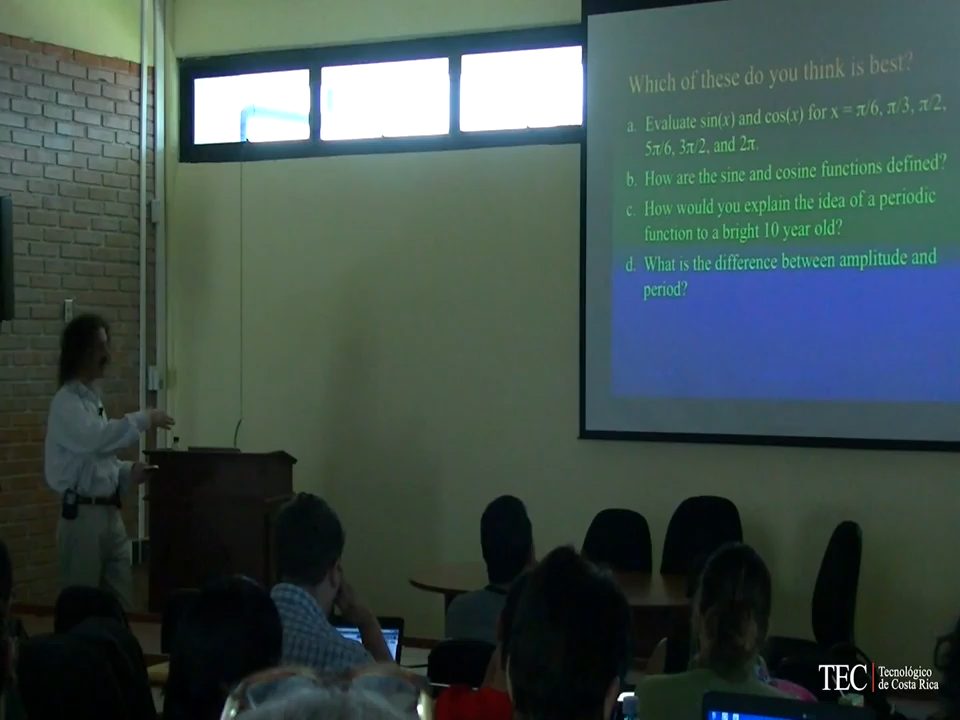 Which of these do you think is best?
a. Evaluate sin(x) and cos(x) for x = π/6, π/3, π/2,
5π/6, 3π/2, and 2π.
b. How are the sine and cosine functions defined?
c. How would you explain the idea of a periodic
function to a bright 10 year old?
d. What is the difference between amplitude and
period?
TEC | Tecnológico
de Costa Rica